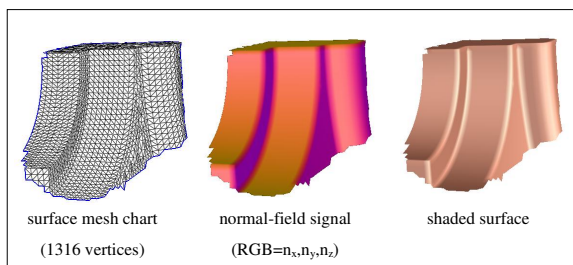 surface mesh chart
(1316 vertices)
normal-field signal
(RGB=nx,ny,nz)
shaded surface